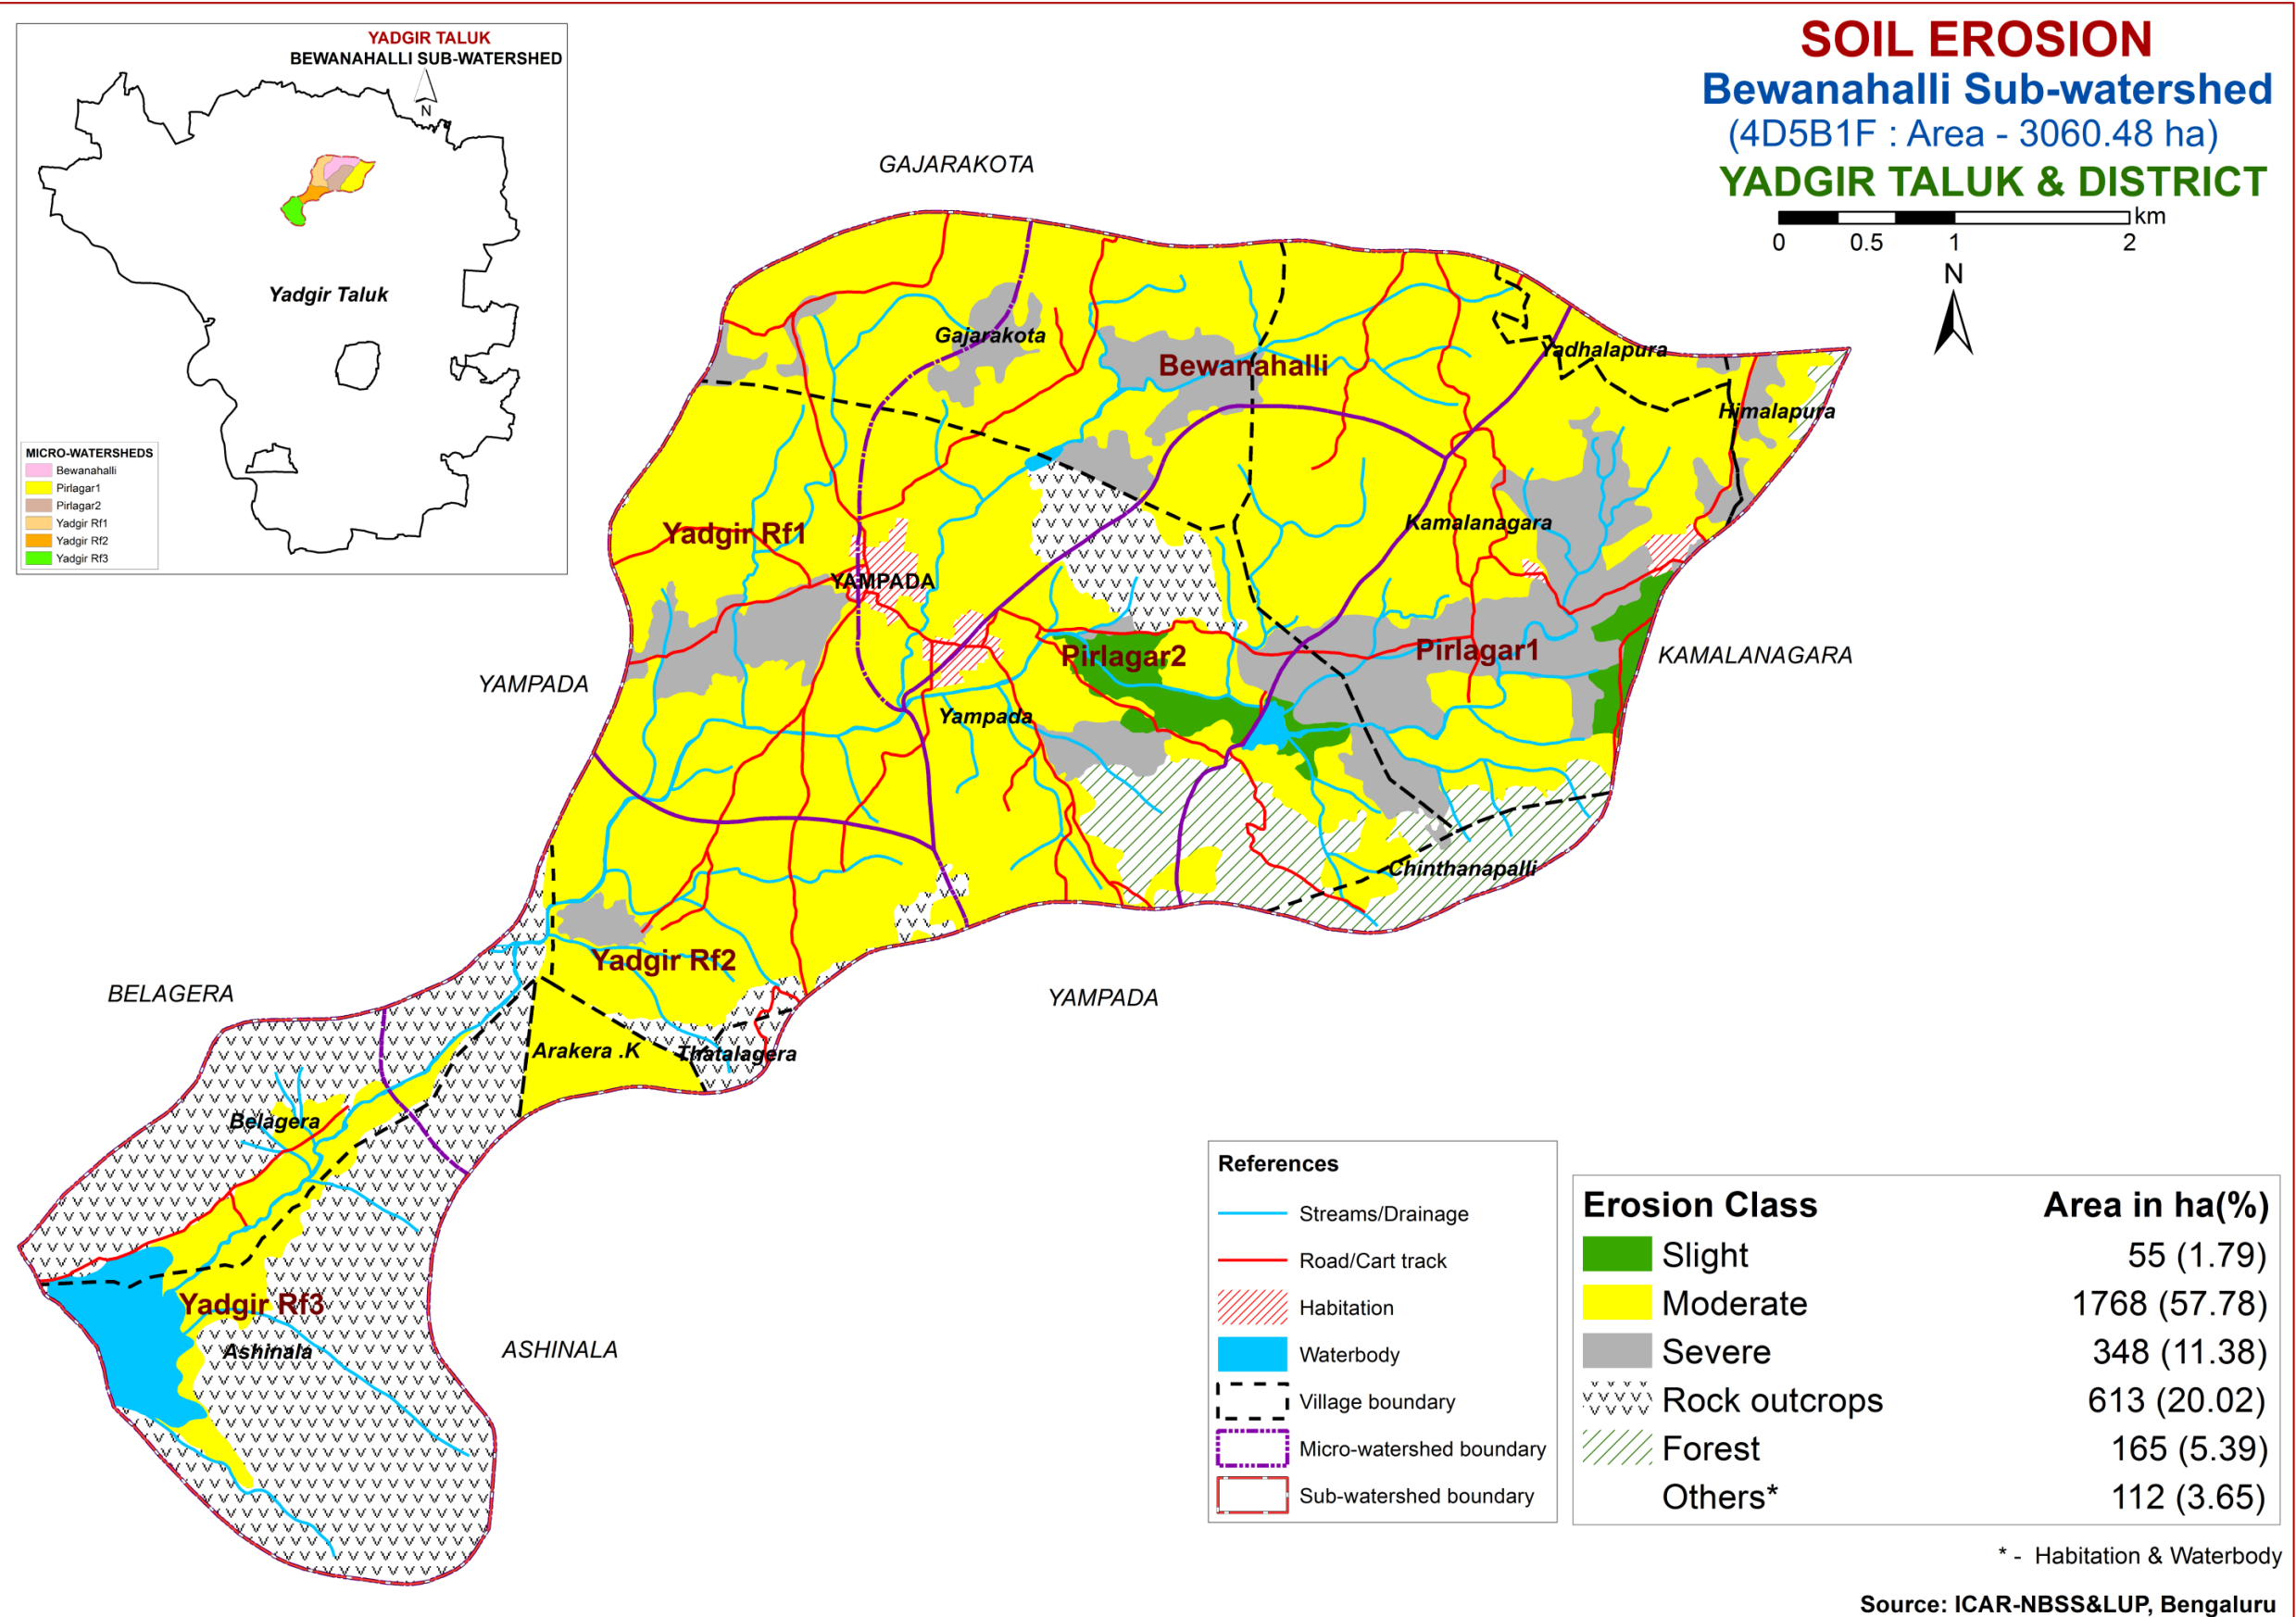 SOIL EROSION
Bewanahalli Sub-watershed
(4D5B1F : Area - 3060.48 ha)
YADGIR TALUK & DISTRICT
km
0 0.5 1 2
N
YADGIR TALUK
BEWANAHALLI SUB-WATERSHED
N
Yadgir Taluk
MICRO-WATERSHEDS
Bewanahalli
Pirlagar1
Pirlagar2
Yadgir Rf1
Yadgir Rf2
Yadgir Rf3
GAJARAKOTA
Gajarakota
Bewanahalli
Yadhalapura
Himalapura
Kamalanagara
Yadgir Rf1
YAMPADA
Pirlagar2
Pirlagar1
KAMALANAGARA
YAMPADA
Yampada
Chinthanapalli
Yadgir Rf2
BELAGERA
YAMPADA
Arakera .K
Thatalagera
Belagera
Yadgir Rf3
Ashinala
ASHINALA
References
Streams/Drainage
Road/Cart track
Habitation
Waterbody
Village boundary
Micro-watershed boundary
Sub-watershed boundary
Erosion Class Area in ha(%)
Slight 55 (1.79)
Moderate 1768 (57.78)
Severe 348 (11.38)
Rock outcrops 613 (20.02)
Forest 165 (5.39)
Others* 112 (3.65)
* - Habitation & Waterbody
Source: ICAR-NBSS&LUP, Bengaluru